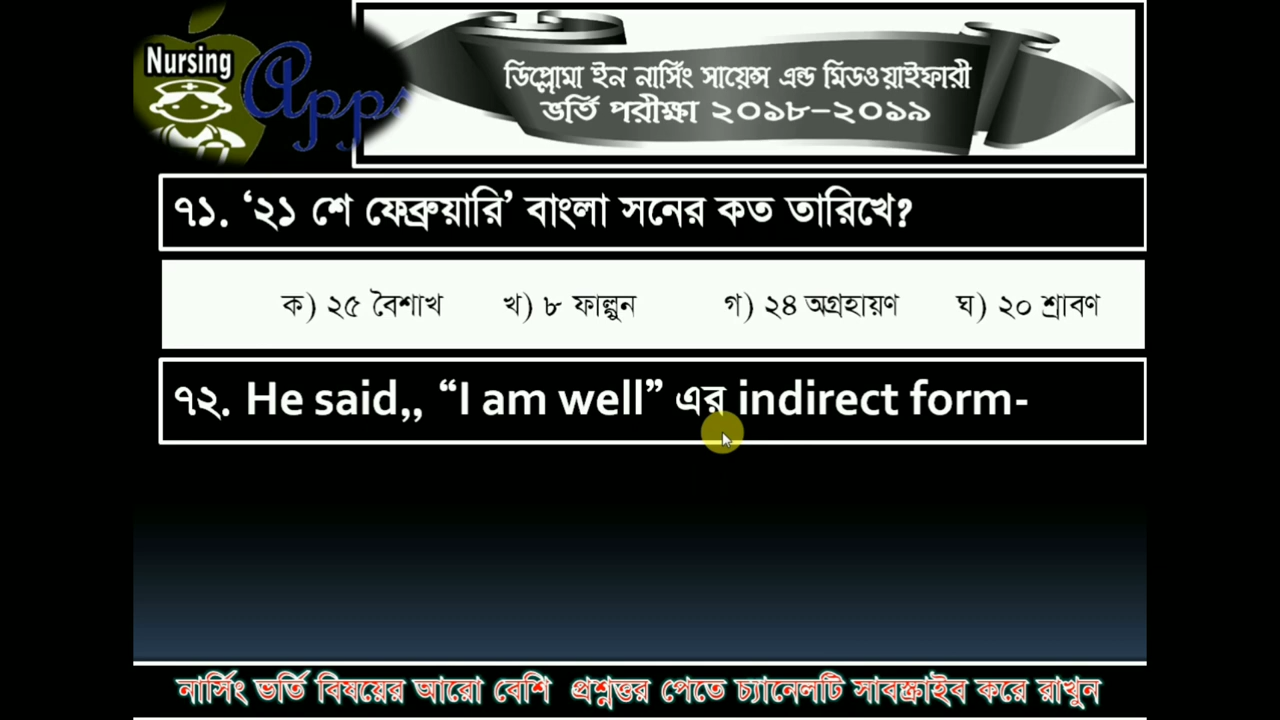 Nursing
Apps
ডিপ্লোমা ইন নার্সিং সায়েন্স এন্ড মিডওয়াইফারী
ভর্তি পরীক্ষা ২০১৮-২০১৯
৭১. ‘২১ শে ফেব্রুয়ারি’ বাংলা সনের কত তারিখে?
ক) ২৫ বৈশাখ খ) ৮ ফাল্গুন গ) ২৪ অগ্রহায়ণ ঘ) ২০ শ্রাবণ
৭২. He said,, “I am well” এর indirect form-
নার্সিং ভর্তি বিষয়ের আরো বেশি প্রশ্নত্তর পেতে চ্যানেলটি সাবস্ক্রাইব করে রাখুন